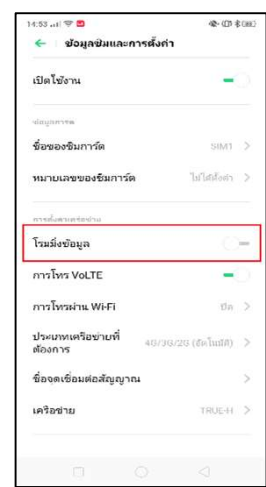 14:53
ข้อมูลซิมและการตั้งค่า
เปิดใช้งาน
ข้อมูลการ์ด
ชื่อของซิมการ์ด SIM1
หมายเลขของซิมการ์ด ไม่ได้ตั้งค่า
การตั้งค่าเครือข่าย
โรมมิ่งข้อมูล
การโทร VoLTE
การโทรผ่าน Wi-Fi ปิด
ประเภทเครือข่ายที่
ต้องการ 4G/3G/2G (อัตโนมัติ)
ชื่อจุดเชื่อมต่อสัญญาณ
เครือข่าย TRUE-H